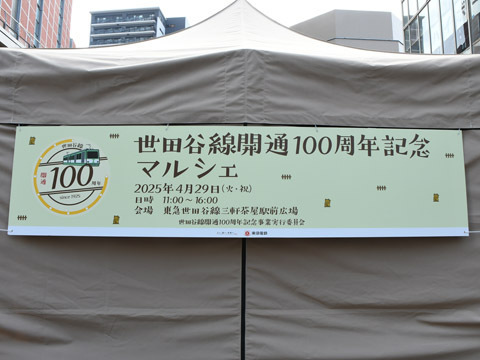 世田谷線
開通
100
周年
since 1925
世田谷線開通100周年記念
マルシェ
2025年4月29日(火・祝)
日時 11:00～16:00
会場 東急世田谷線三軒茶屋駅前広場
世田谷線開通100周年記念事業実行委員会
東急電鉄